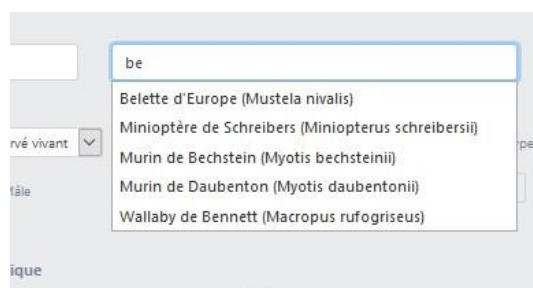 be
Belette d'Europe (Mustela nivalis)
Minioptère de Schreibers (Miniopterus schreibersii)
rvé vivant
Murin de Bechstein (Myotis bechsteinii)
Murin de Daubenton (Myotis daubentonii)
Wallaby de Bennett (Macropus rufogriseus)
ique